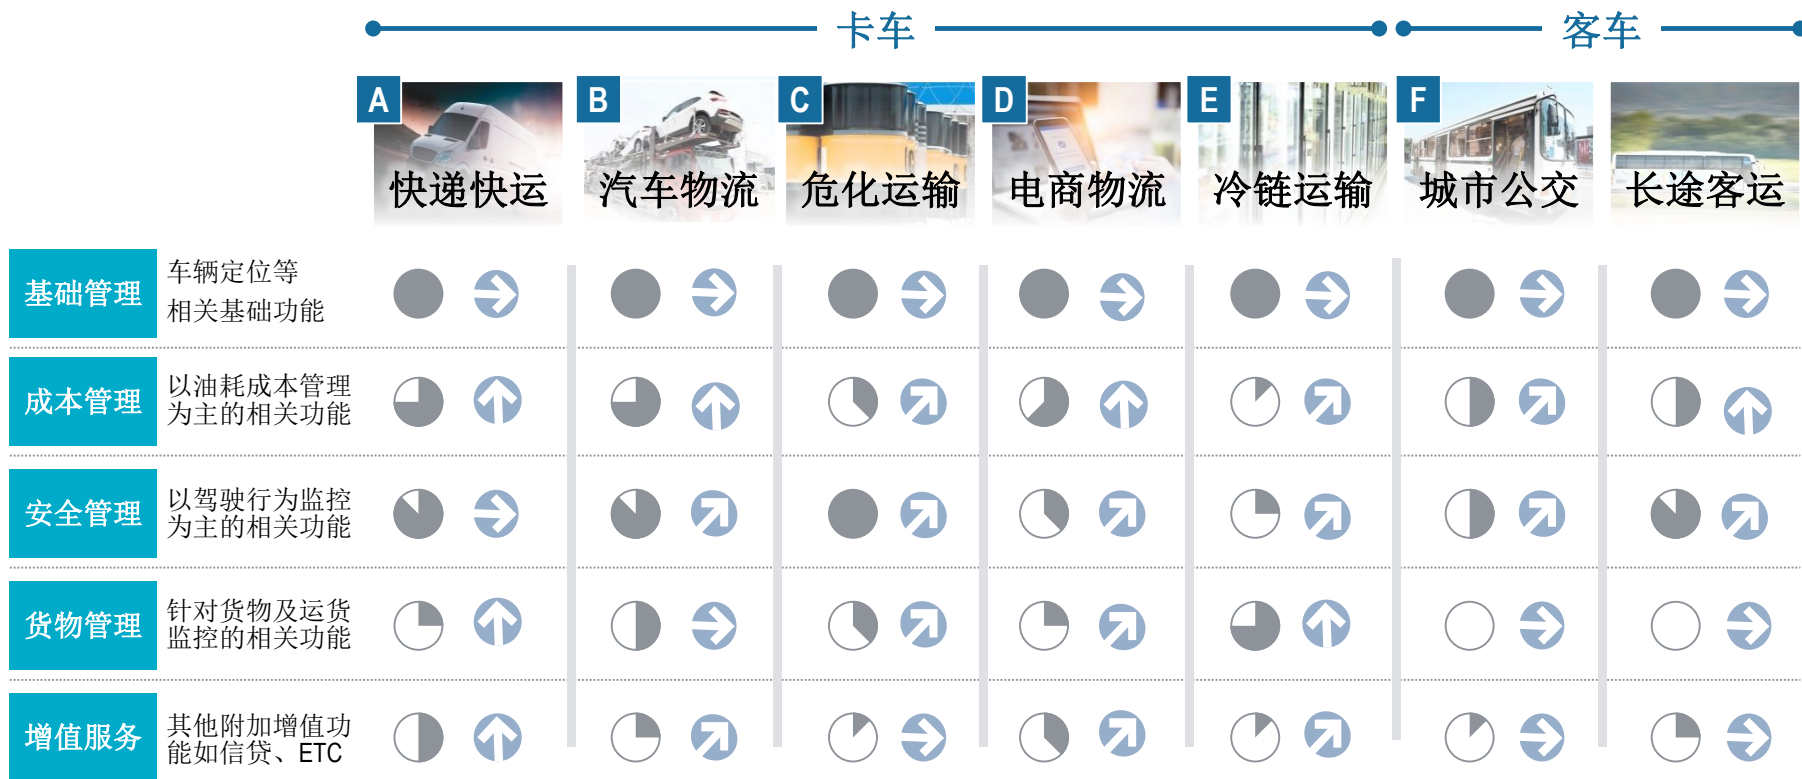 卡车
客车
A
B
C
D
E
F
快递快运
汽车物流
危化运输
电商物流
冷链运输
城市公交
长途客运
基础管理
车辆定位等
相关基础功能
成本管理
以油耗成本管理
为主的相关功能
安全管理
以驾驶行为监控
为主的相关功能
货物管理
针对货物及运货
监控的相关功能
增值服务
其他附加增值功
能如信贷、ETC